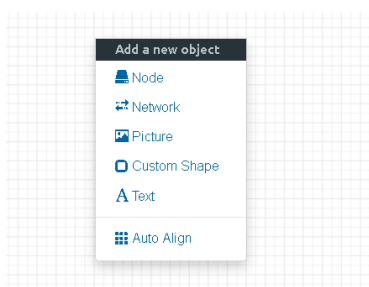 Add a new object
Node
Network
Picture
Custom Shape
Text
Auto Align